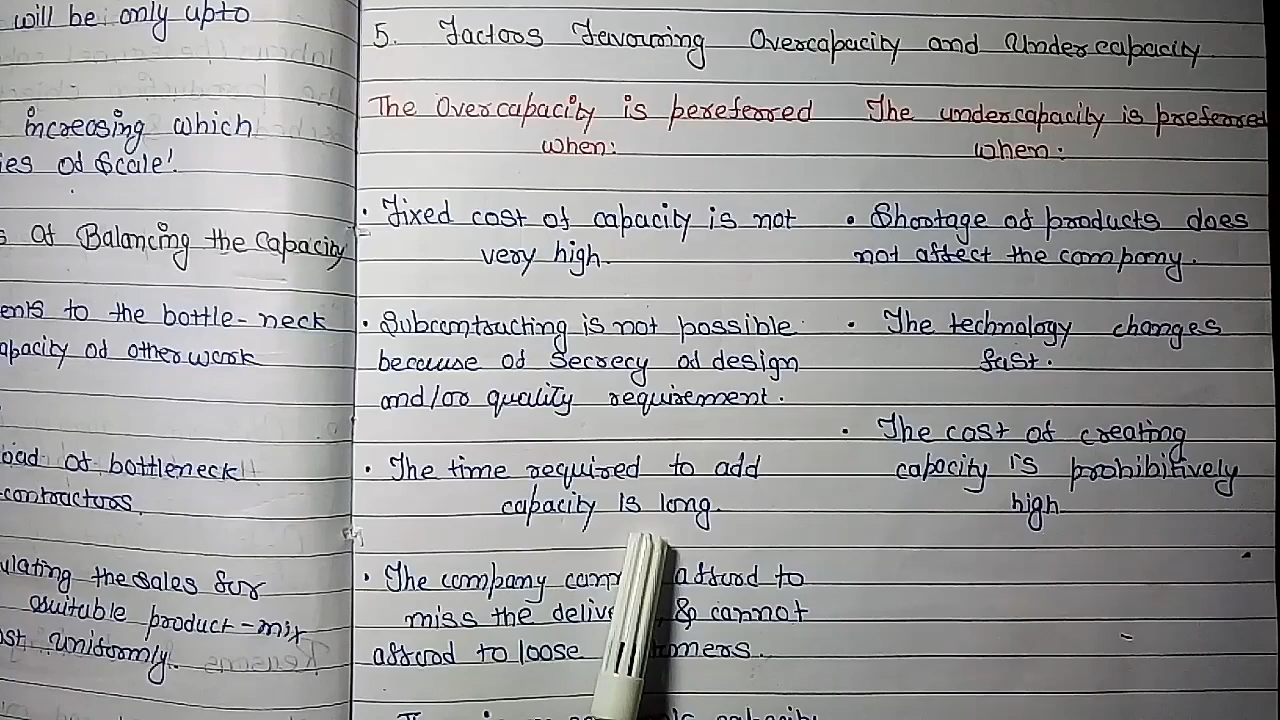 will be only upto
increasing which
ies of Scale!
s of Balancing the Capacity
ents to the bottle-neck
apacity of other work
oad of bottleneck
-contractors.
ulating the sales for
suitable product-mix
ost uniformly.
5. Factors Favouring Overcapacity and Undercapacity
The Overcapacity is pereferred
when:
• Fixed cost of capacity is not
very high.
• Subcontructing is not possible
because of secrecy of design
and/or quality requirement.
• The time required to add
capacity is long.
• The company afford to
miss the & cannot
afford to loose
The undercapacity is preferred
when:
• Shortage of products does
not affect the company.
• The technology changes
fast.
• The cost of creating
capacity is prohibitively
high